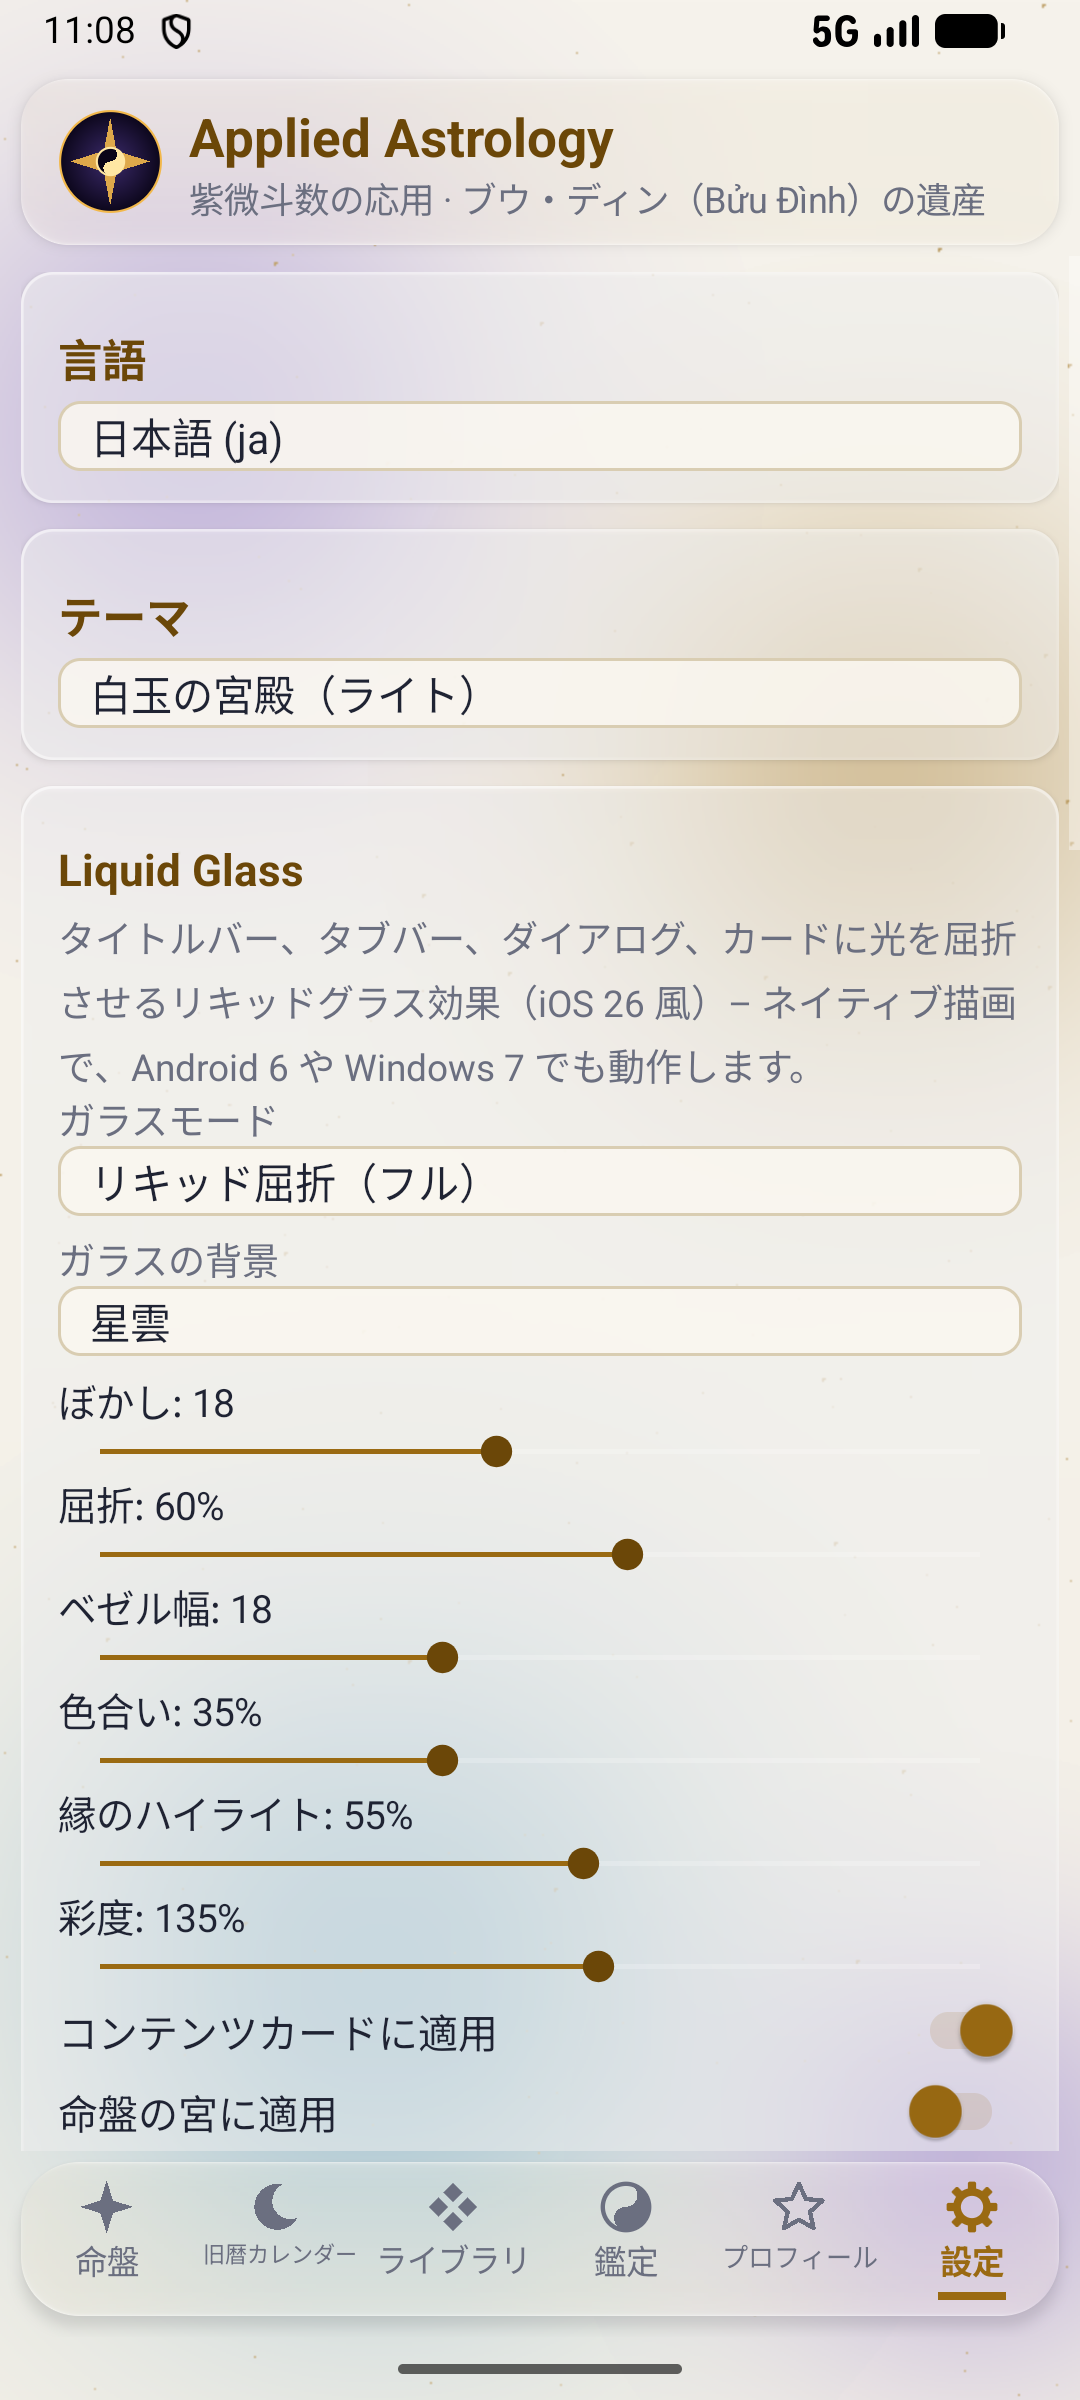 11:08
5G
Applied Astrology
紫微斗数の応用 · ブウ・ディン（Bửu Đình）の遺産
言語
日本語 (ja)
テーマ
白玉の宮殿（ライト）
Liquid Glass
タイトルバー、タブバー、ダイアログ、カードに光を屈折
させるリキッドグラス効果（iOS 26 風）– ネイティブ描画
で、Android 6 や Windows 7 でも動作します。
ガラスモード
リキッド屈折（フル）
ガラスの背景
星雲
ぼかし: 18
屈折: 60%
ベゼル幅: 18
色合い: 35%
縁のハイライト: 55%
彩度: 135%
コンテンツカードに適用
命盤の宮に適用
命盤
旧暦カレンダー
ライブラリ
鑑定
プロフィール
設定